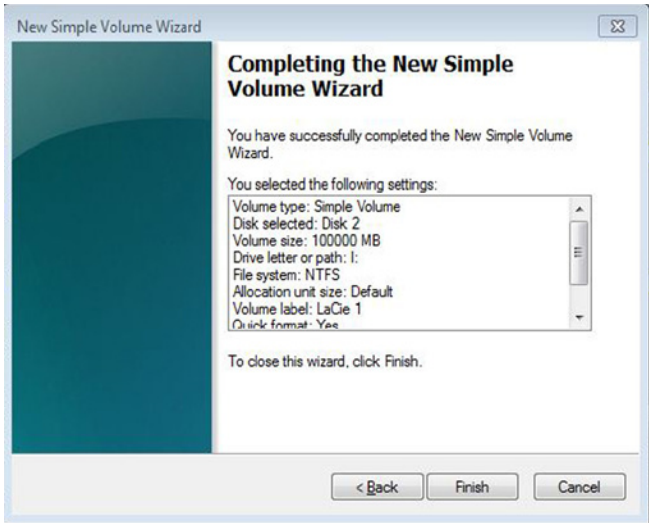 New Simple Volume Wizard
Completing the New Simple
Volume Wizard
You have successfully completed the New Simple Volume
Wizard.
You selected the following settings:
Volume type: Simple Volume
Disk selected: Disk 2
Volume size: 100000 MB
Drive letter or path: I:
File system: NTFS
Allocation unit size: Default
Volume label: LaCie 1
Quick format: Yes
To close this wizard, click Finish.
< Back Finish Cancel